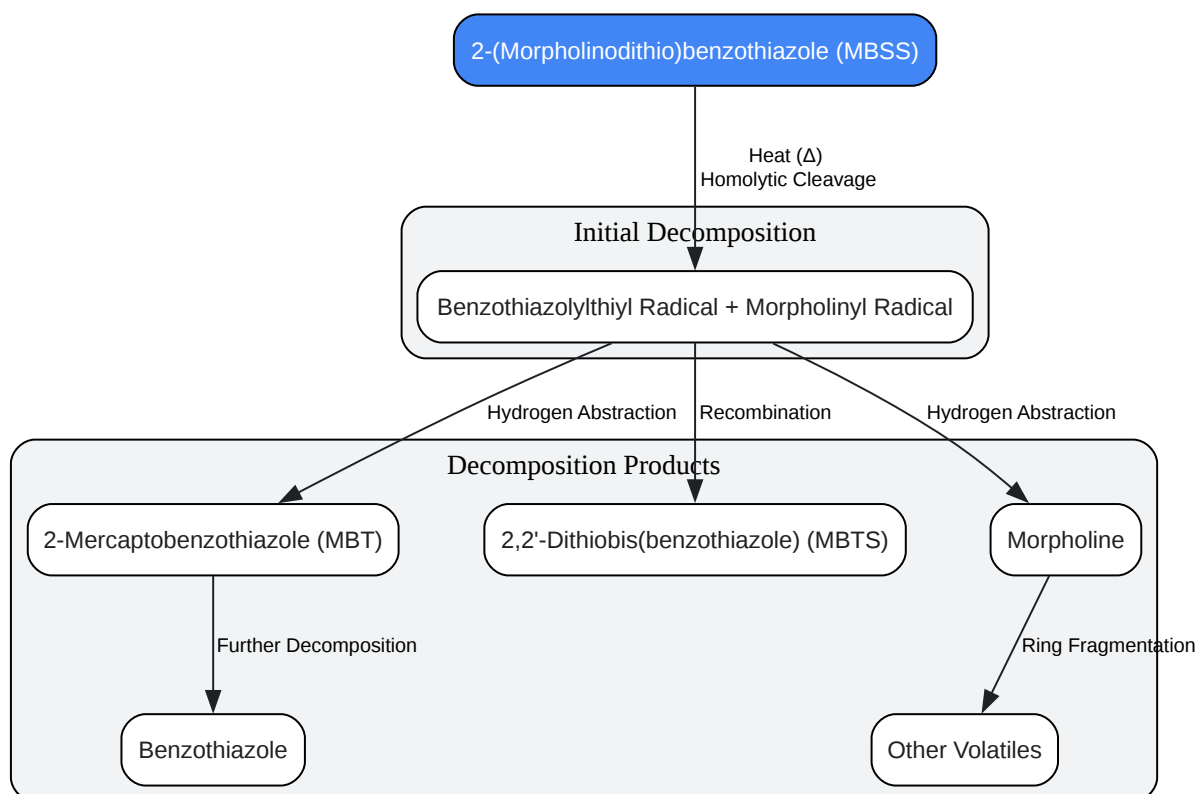 2-(Morpholinodithio)benzothiazole (MBSS)
Heat (Δ)
Homolytic Cleavage
Initial Decomposition
Benzothiazolylthiyl Radical + Morpholinyl Radical
Hydrogen Abstraction
Recombination
Hydrogen Abstraction
Decomposition Products
2-Mercaptobenzothiazole (MBT)
2,2'-Dithiobis(benzothiazole) (MBTS)
Morpholine
Further Decomposition
Ring Fragmentation
Benzothiazole
Other Volatiles